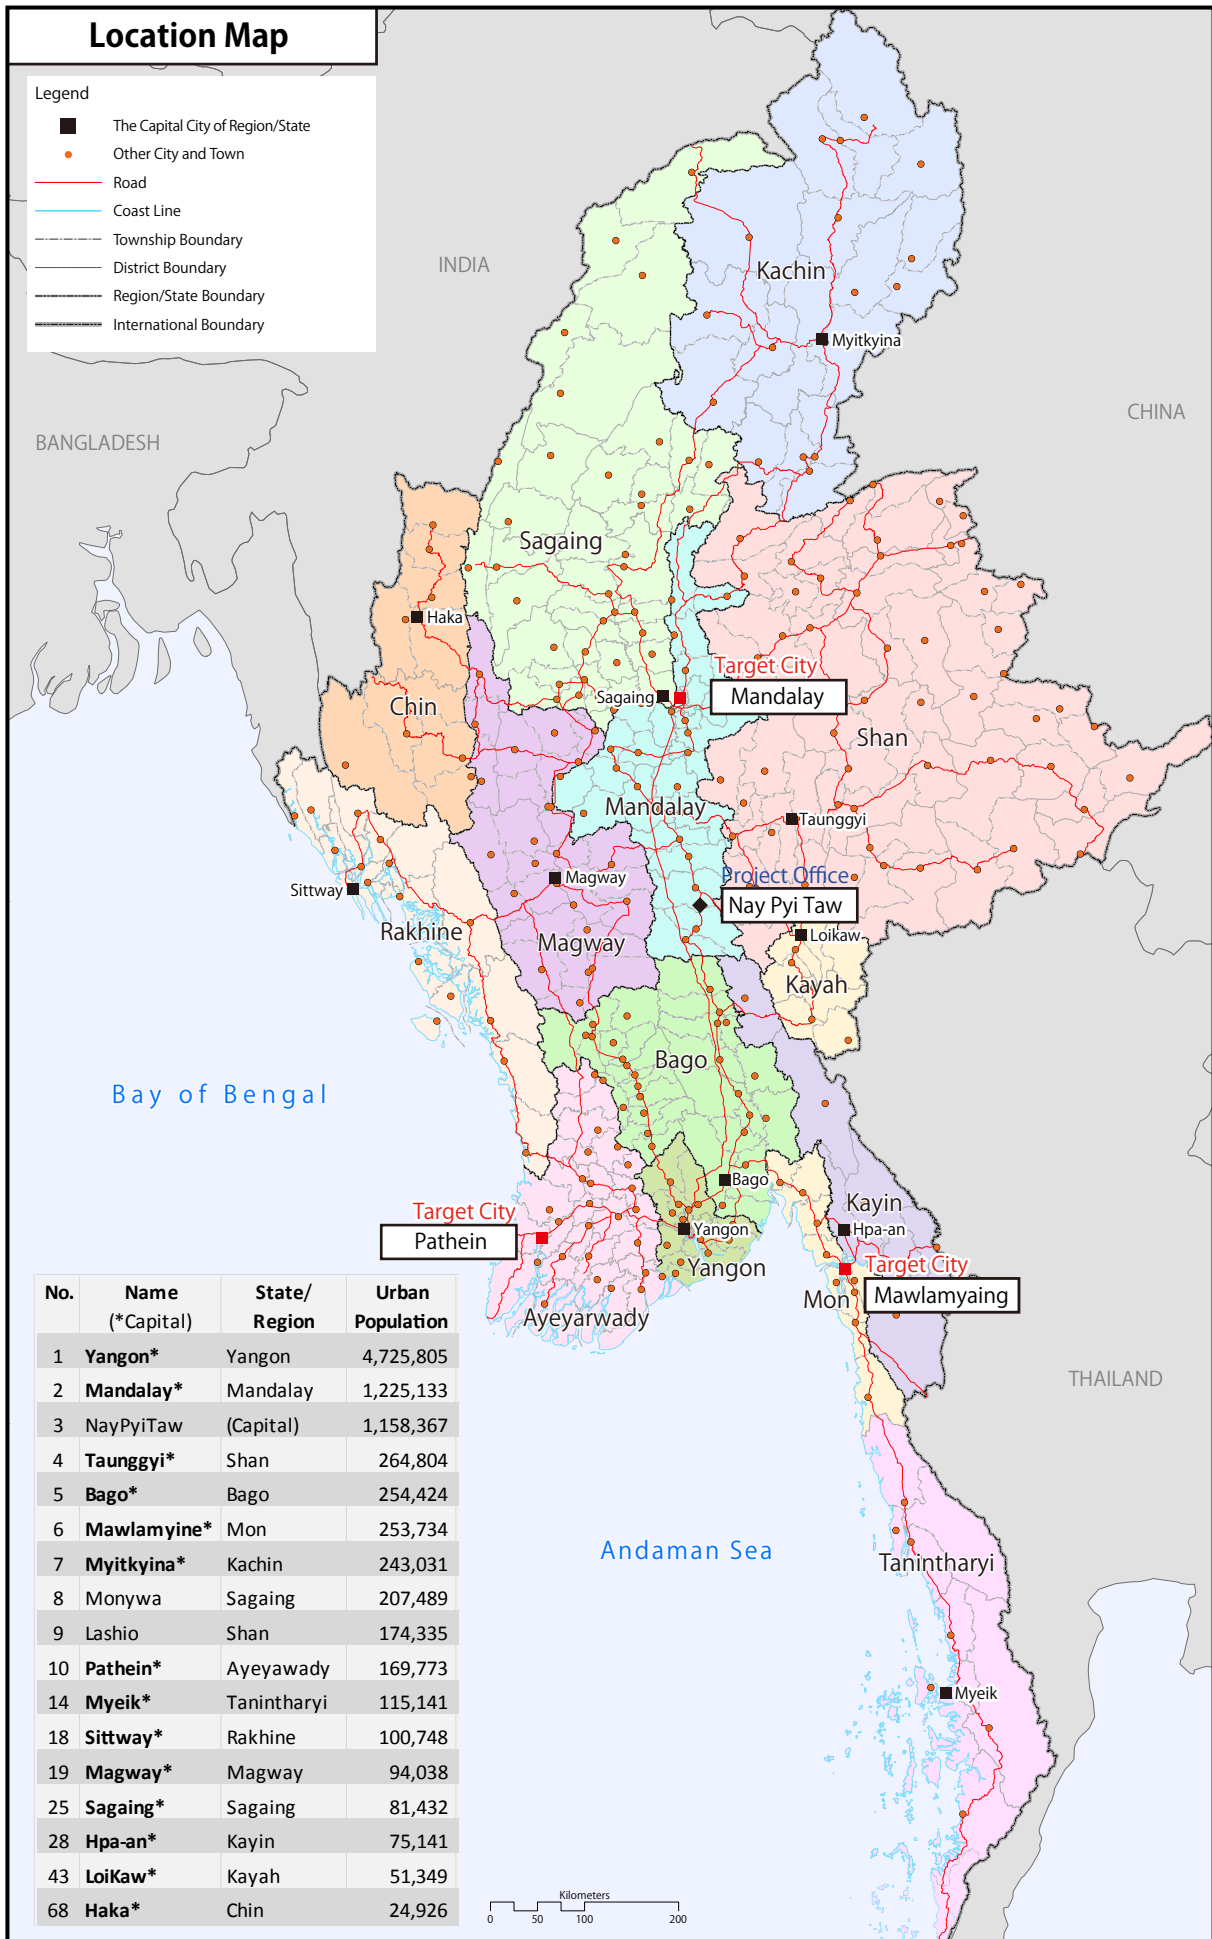 Location Map
Legend
The Capital City of Region/State
Other City and Town
Road
Coast Line
Township Boundary
District Boundary
Region/State Boundary
International Boundary
INDIA
Kachin
Myitkyina
CHINA
BANGLADESH
Sagaing
Haka
Target City
Sagaing
Mandalay
Chin
Shan
Mandalay
Taunggyi
Project Office
Magway
Sittway
Nay Pyi Taw
Rakhine
Magway
Loikaw
Kayah
Bago
Bay of Bengal
Bago
Kayin
Target City
Yangon
Hpa-an
Pathein
Target City
Yangon
Mawlamyaing
Mon
Ayeyarwady
THAILAND
Andaman Sea
Tanintharyi
Myeik
No. Name State/ Urban
(*Capital) Region Population
1 Yangon* Yangon 4,725,805
2 Mandalay* Mandalay 1,225,133
3 NayPyiTaw (Capital) 1,158,367
4 Taunggyi* Shan 264,804
5 Bago* Bago 254,424
6 Mawlamyine* Mon 253,734
7 Myitkyina* Kachin 243,031
8 Monywa Sagaing 207,489
9 Lashio Shan 174,335
10 Pathein* Ayeyawady 169,773
14 Myeik* Tanintharyi 115,141
18 Sittway* Rakhine 100,748
19 Magway* Magway 94,038
25 Sagaing* Sagaing 81,432
28 Hpa-an* Kayin 75,141
43 LoiKaw* Kayah 51,349
68 Haka* Chin 24,926
Kilometers
0 50 100 200